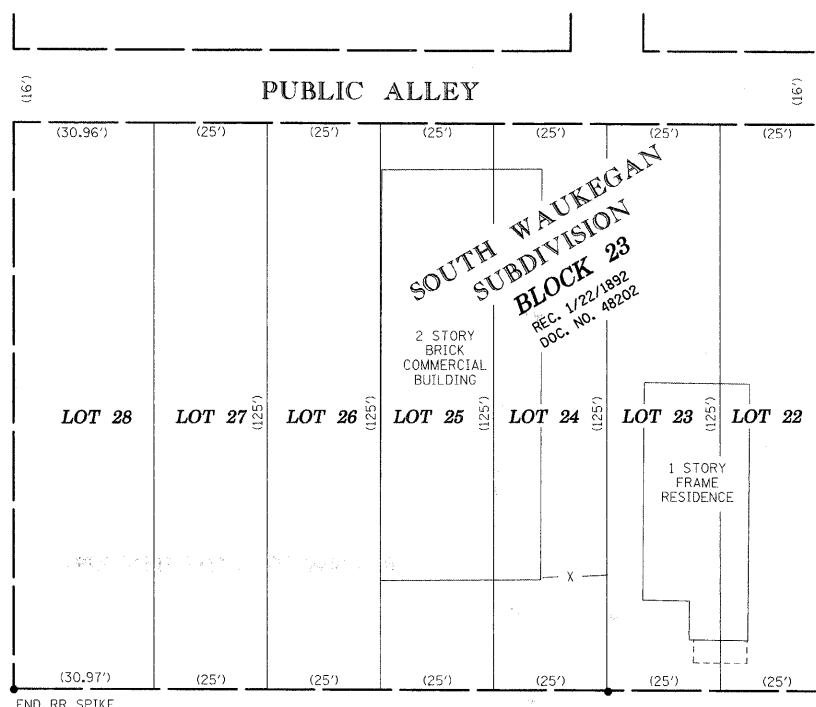 (16')
PUBLIC ALLEY
(16')
(30.96') (25') (25') (25') (25') (25') (25')
SOUTH WAUKEGAN
SUBDIVISION
BLOCK 23
REC. 1/22/1892
DOC. NO. 48202
2 STORY
BRICK
COMMERCIAL
BUILDING
LOT 28 LOT 27 (125') LOT 26 (125') LOT 25 (125') LOT 24 (125') LOT 23 (125') LOT 22
1 STORY
FRAME
RESIDENCE
X
(30.97') (25') (25') (25') (25') (25') (25')
FND RR SPIKE